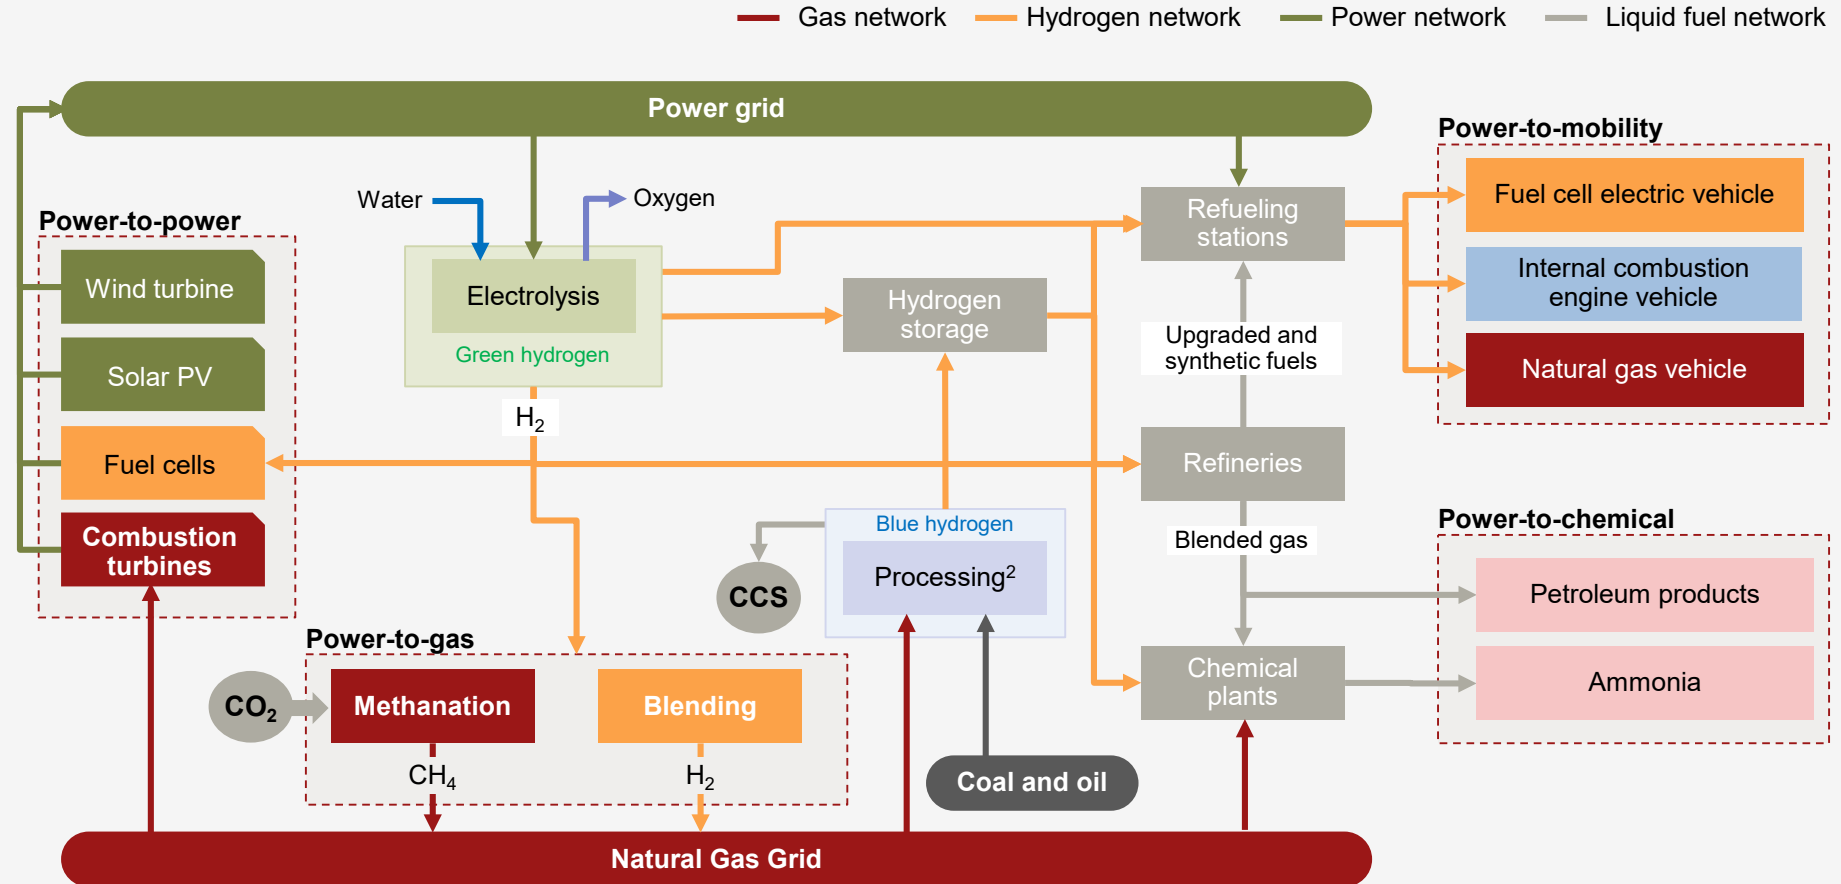 Gas network
Hydrogen network
Power network
Liquid fuel network
Power grid
Power-to-mobility
Fuel cell electric vehicle
Internal combustion
engine vehicle
Natural gas vehicle
Water
Oxygen
Refueling
stations
Power-to-power
Wind turbine
Solar PV
Fuel cells
Combustion
turbines
Electrolysis
Green hydrogen
H₂
Hydrogen
storage
Upgraded and
synthetic fuels
Refineries
Blended gas
Blue hydrogen
Processing²
CCS
Power-to-chemical
Petroleum products
Ammonia
Chemical
plants
Power-to-gas
CO₂
Methanation
Blending
CH₄
H₂
Coal and oil
Natural Gas Grid